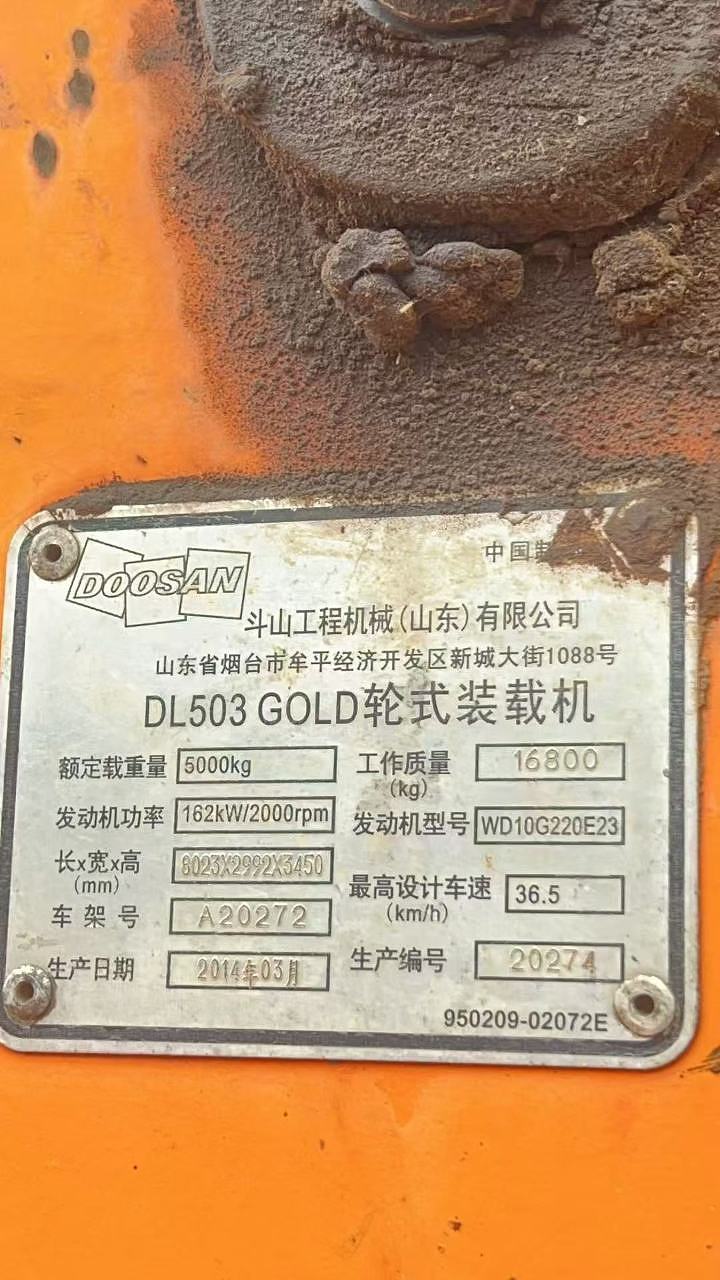 DOOSAN
中国制
斗山工程机械(山东)有限公司
山东省烟台市牟平经济开发区新城大街1088号
DL503 GOLD轮式装载机
额定载重量 5000kg 工作质量(kg) 16800
发动机功率 162kW/2000rpm 发动机型号 WD10G220E23
长x宽x高(mm) 8023X2992X3450 最高设计车速(km/h) 36.5
车架号 A20272
生产日期 2014年03月 生产编号 20274
950209-02072E